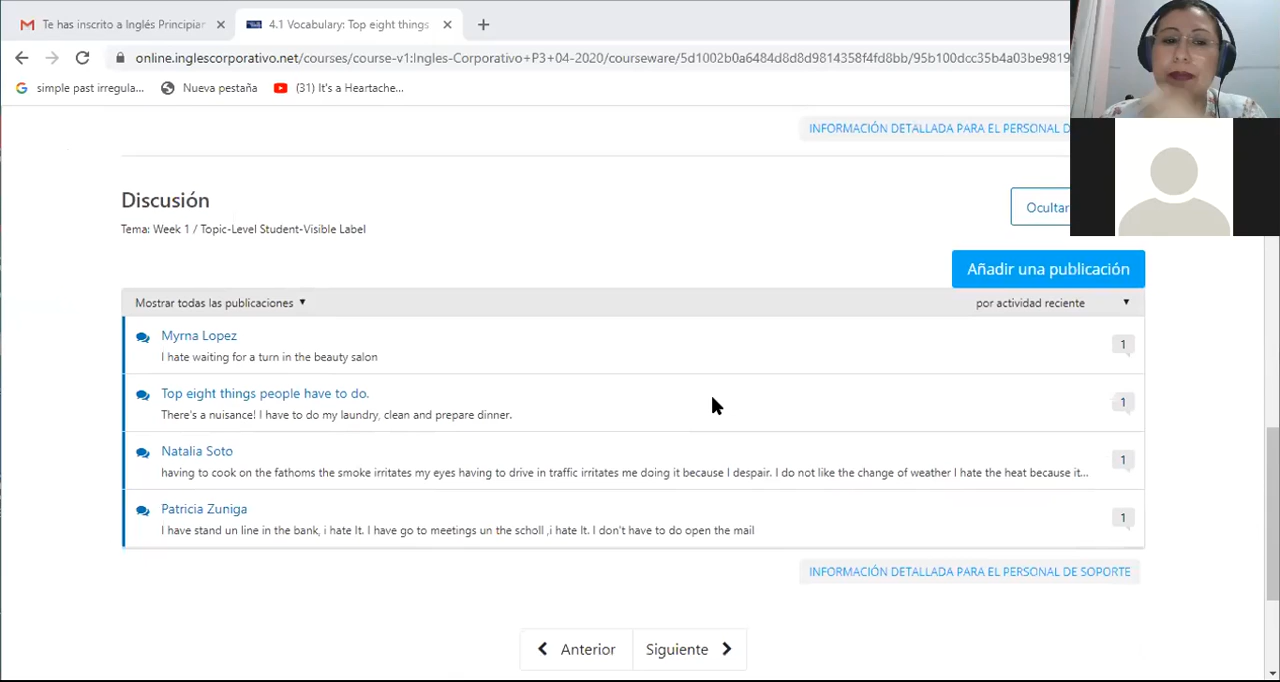 Te has inscrito a Inglés Principiar
4.1 Vocabulary: Top eight things
online.inglescorporativo.net/courses/course-v1:Ingles-Corporativo+P3+04-2020/courseware/5d1002b0a6484d8d8d9814358f4fd8bb/95b100dcc35b4a03be9819
simple past irregula...
Nueva pestaña
(31) It's a Heartache...
INFORMACIÓN DETALLADA PARA EL PERSONAL D
Discusión
Ocultar
Tema: Week 1 / Topic-Level Student-Visible Label
Añadir una publicación
Mostrar todas las publicaciones
por actividad reciente
Myrna Lopez
1
I hate waiting for a turn in the beauty salon
Top eight things people have to do.
1
There's a nuisance! I have to do my laundry, clean and prepare dinner.
Natalia Soto
1
having to cook on the fathoms the smoke irritates my eyes having to drive in traffic irritates me doing it because I despair. I do not like the change of weather I hate the heat because it...
Patricia Zuniga
1
I have stand un line in the bank, i hate It. I have go to meetings un the scholl ,i hate It. I don't have to do open the mail
INFORMACIÓN DETALLADA PARA EL PERSONAL DE SOPORTE
Anterior
Siguiente